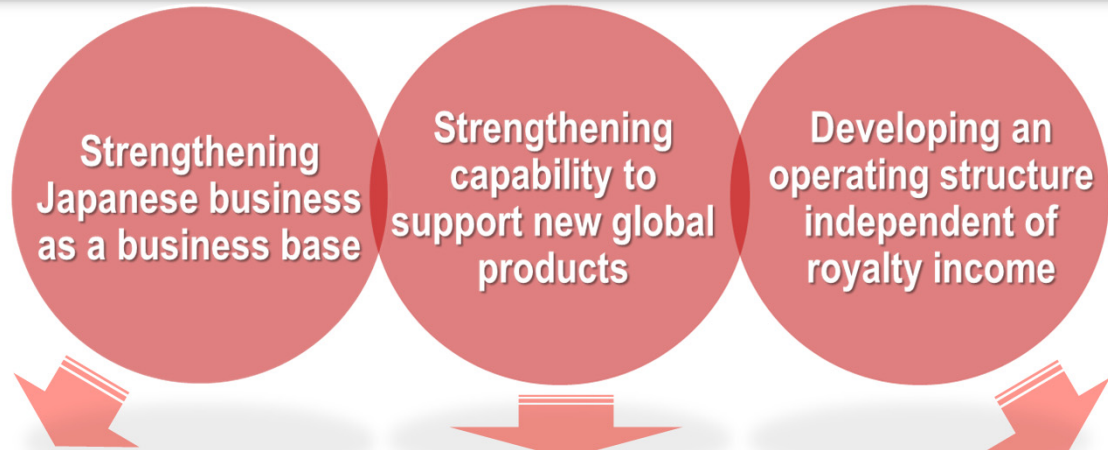 Strengthening
Japanese business
as a business base
Strengthening
capability to
support new global
products
Developing an
operating structure
independent of
royalty income